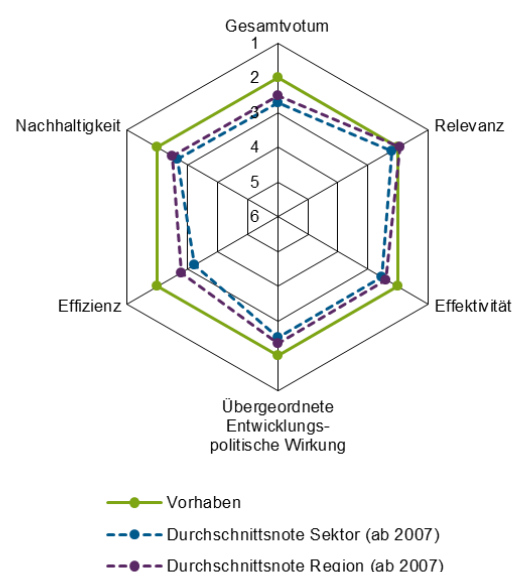 Gesamtvotum
1
2
3
4
5
6
Nachhaltigkeit
Relevanz
Effizienz
Effektivität
Übergeordnete
Entwicklungs-
politische Wirkung
Vorhaben
Durchschnittsnote Sektor (ab 2007)
Durchschnittsnote Region (ab 2007)